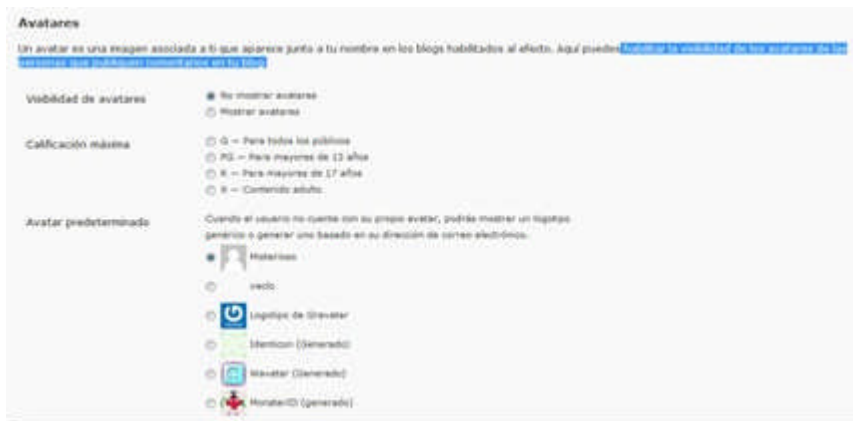 Avatares
Un avatar es una imagen asociada a ti que aparece junto a tu nombre en los blogs habilitados al efecto. Aquí puedes habilitar la visibilidad de los avatares de las
personas que publiquen comentarios en tu blog.
Visibilidad de avatares
No mostrar avatares
Mostrar avatares
Calificación máxima
G — Para todos los públicos
PG — Para mayores de 13 años
R — Para mayores de 17 años
X — Contenido adulto
Avatar predeterminado
Cuando el usuario no cuente con su propio avatar, podrás mostrar un logotipo
genérico o generar uno basado en su dirección de correo electrónico.
Misterioso
vacío
Logotipo de Gravatar
Identicon (Generado)
Wavatar (Generado)
MonsterID (generado)